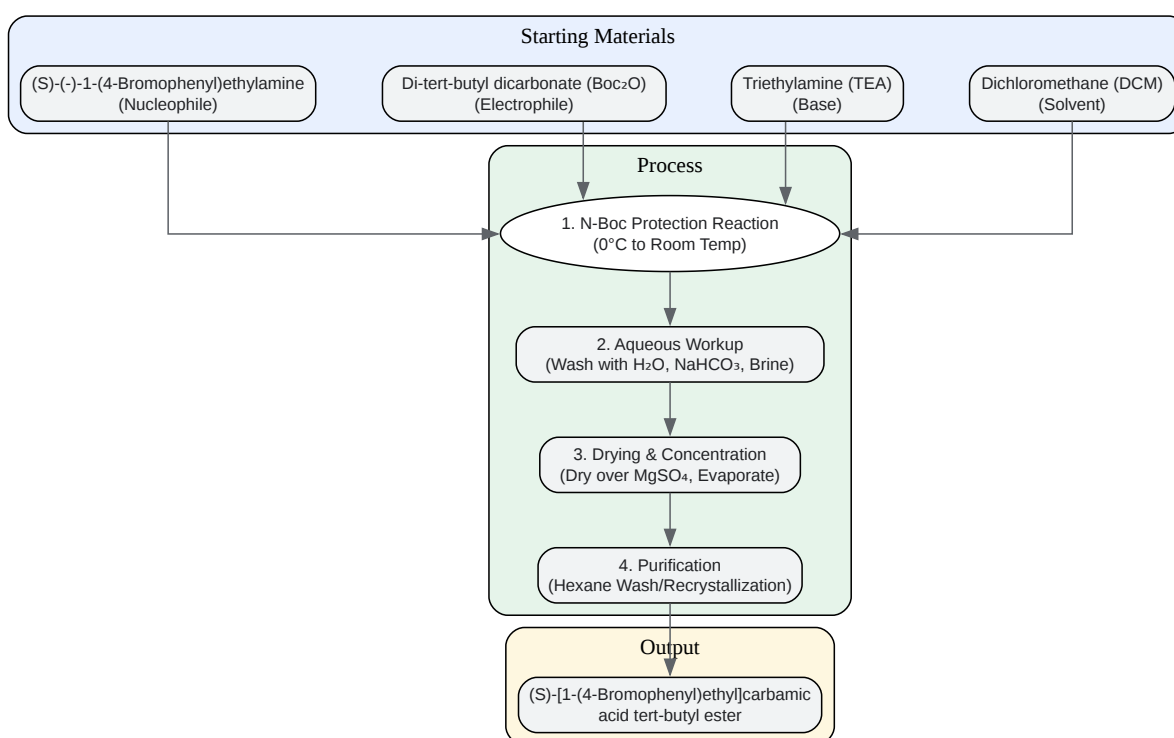 Starting Materials
(S)-(-)-1-(4-Bromophenyl)ethylamine
(Nucleophile)
Di-tert-butyl dicarbonate (Boc₂O)
(Electrophile)
Triethylamine (TEA)
(Base)
Dichloromethane (DCM)
(Solvent)
Process
1. N-Boc Protection Reaction
(0°C to Room Temp)
2. Aqueous Workup
(Wash with H₂O, NaHCO₃, Brine)
3. Drying & Concentration
(Dry over MgSO₄, Evaporate)
4. Purification
(Hexane Wash/Recrystallization)
Output
(S)-[1-(4-Bromophenyl)ethyl]carbamic
acid tert-butyl ester